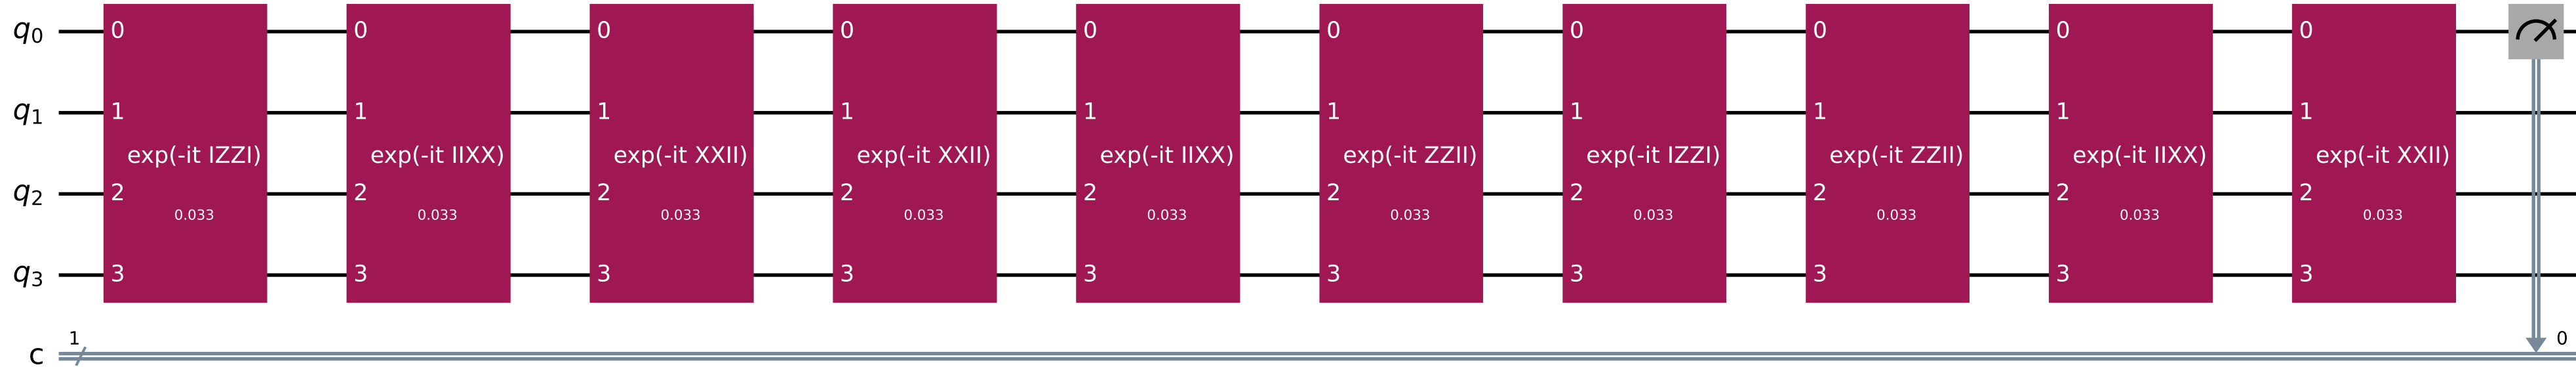 q0 0 0 0 0 0 0 0 0 0 0
q1 1 1 1 1 1 1 1 1 1 1
exp(-it IZZI) exp(-it IIXX) exp(-it XXII) exp(-it XXII) exp(-it IIXX) exp(-it ZZII) exp(-it IZZI) exp(-it ZZII) exp(-it IIXX) exp(-it XXII)
q2 2 2 2 2 2 2 2 2 2 2
0.033 0.033 0.033 0.033 0.033 0.033 0.033 0.033 0.033 0.033
q3 3 3 3 3 3 3 3 3 3 3
1 0
c